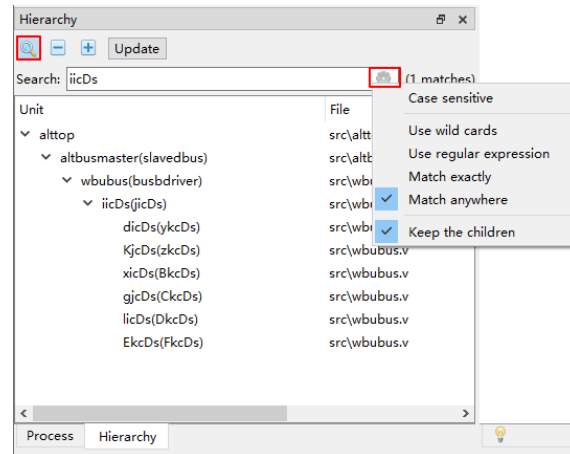 Hierarchy
Update
Search: iicDs (1 matches)
Case sensitive
Use wild cards
Use regular expression
Match exactly
Match anywhere
Keep the children
Unit File
alttop src\altt
altbusmaster(slavedbus) src\altb
wbubus(busbdriver) src\wbu
iicDs(jicDs) src\wbu
dicDs(ykcDs) src\wbubus.v
KjcDs(zkcDs) src\wbubus.v
xicDs(BkcDs) src\wbubus.v
gjcDs(CkcDs) src\wbubus.v
licDs(DkcDs) src\wbubus.v
EkcDs(FkcDs) src\wbubus.v
Process Hierarchy